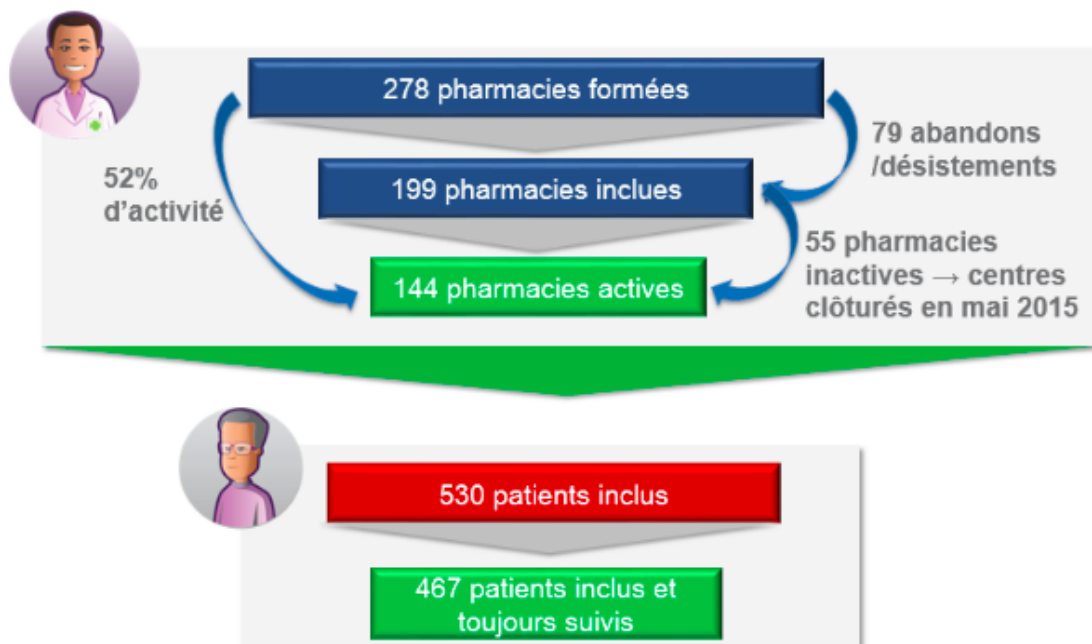 278 pharmacies formées
79 abandons
/désistements
52%
d'activité
199 pharmacies inclues
55 pharmacies
inactives → centres
clôturés en mai 2015
144 pharmacies actives
530 patients inclus
467 patients inclus et
toujours suivis